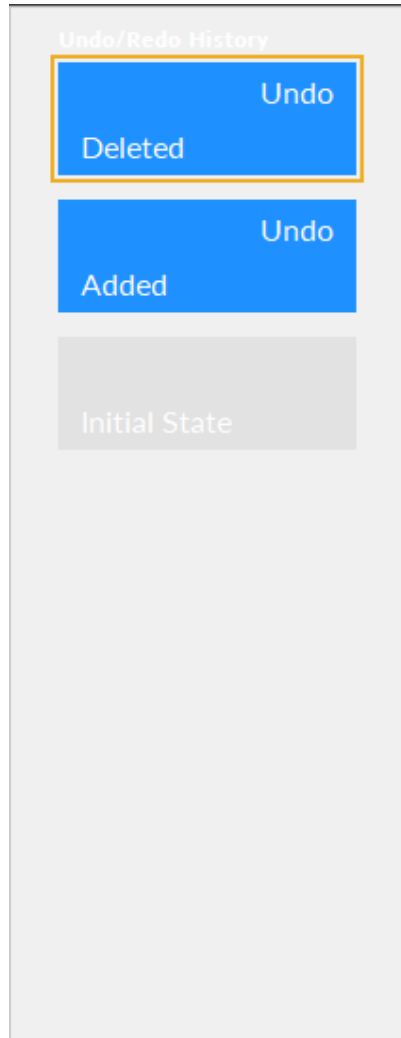 Undo/Redo History
Undo
Deleted
Undo
Added
Initial State